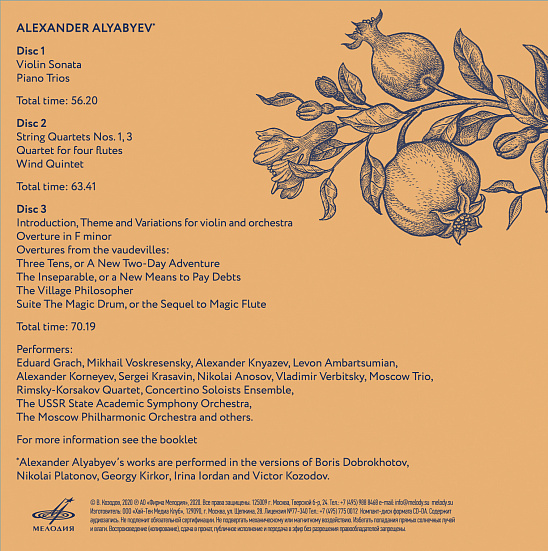 ALEXANDER ALYABYEV*
Disc 1
Violin Sonata
Piano Trios
Total time: 56.20
Disc 2
String Quartets Nos. 1, 3
Quartet for four flutes
Wind Quintet
Total time: 63.41
Disc 3
Introduction, Theme and Variations for violin and orchestra
Overture in F minor
Overtures from the vaudevilles:
Three Tens, or A New Two-Day Adventure
The Inseparable, or a New Means to Pay Debts
The Village Philosopher
Suite The Magic Drum, or the Sequel to Magic Flute
Total time: 70.19
Performers:
Eduard Grach, Mikhail Voskresensky, Alexander Knyazev, Levon Ambartsumian,
Alexander Korneyev, Sergei Krasavin, Nikolai Anosov, Vladimir Verbitsky, Moscow Trio,
Rimsky-Korsakov Quartet, Concertino Soloists Ensemble,
The USSR State Academic Symphony Orchestra,
The Moscow Philharmonic Orchestra and others.
For more information see the booklet
*Alexander Alyabyev's works are performed in the versions of Boris Dobrokhotov,
Nikolai Platonov, Georgy Kirkor, Irina Iordan and Victor Kozodov.
МЕЛОДИЯ
© В. Козодов, 2020 ℗ АО «Фирма Мелодия», 2020. Все права защищены. 125009 г. Москва, Тверской б-р, 24. Тел.: +7 (495) 988 8468 e-mail: info@melody.su melody.su
Изготовитель: ООО «Хай-Тек Медиа Клуб», 129090, г. Москва, ул. Щепкина, 28. Лицензия №77-340 Тел.: +7 (495) 775 0012 Компакт-диск формата CD-DA Содержит
аудиозапись. Не подлежит обязательной сертификации. Не подвергать механическому или магнитному воздействию. Избегать попадания прямых солнечных лучей
и влаги. Воспроизведение (копирование), сдача в прокат, публичное исполнение и передача в эфир без разрешения правообладателей запрещены.